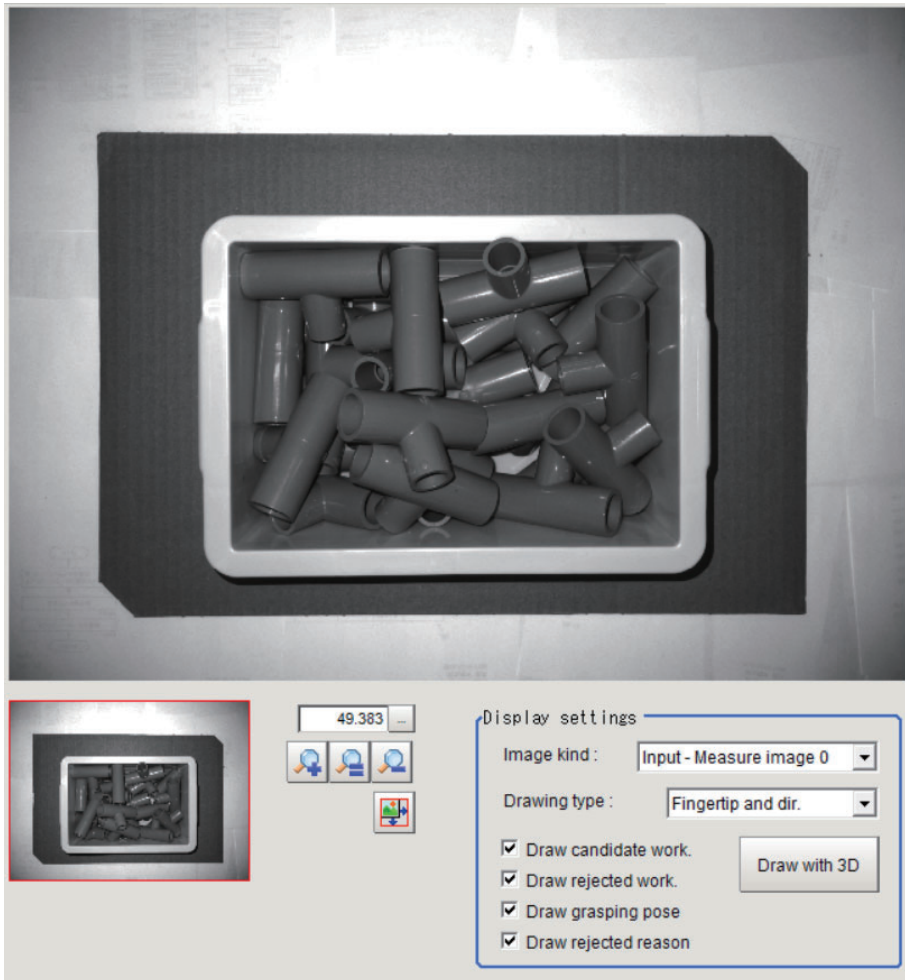 49.383 ...
Display settings
Image kind : Input - Measure image 0
Drawing type : Fingertip and dir.
Draw candidate work.
Draw rejected work.
Draw with 3D
Draw grasping pose
Draw rejected reason